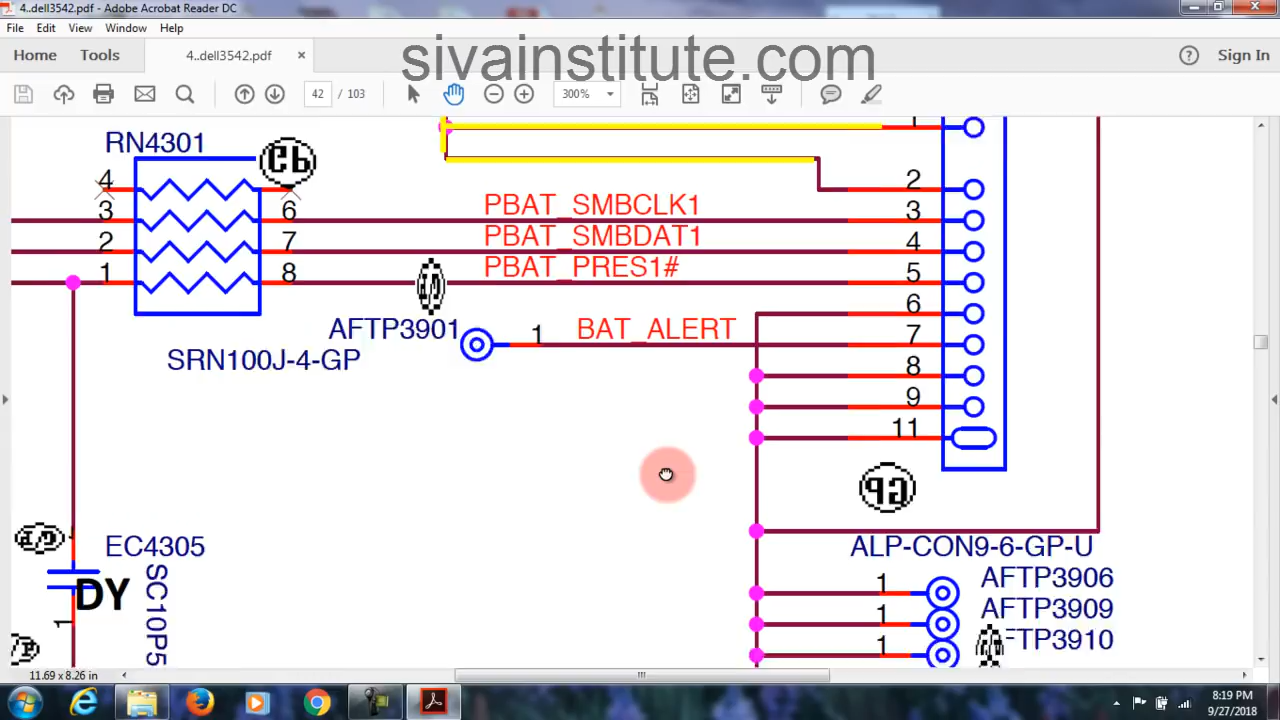 4..dell3542.pdf - Adobe Acrobat Reader DC
File Edit View Window Help
Home Tools 4..dell3542.pdf × Sign In
sivainstitute.com
42 / 103 300%
RN4301
4
3 6
2 7
1 8
SRN100J-4-GP
PBAT_SMBCLK1
PBAT_SMBDAT1
PBAT_PRES1#
AFTP3901 1 BAT_ALERT
1
2
3
4
5
6
7
8
9
11
ALP-CON9-6-GP-U
1 AFTP3906
1 AFTP3909
1 FTP3910
EC4305
DY
SC10P5
1
11.69 x 8.26 in
8:19 PM
9/27/2018